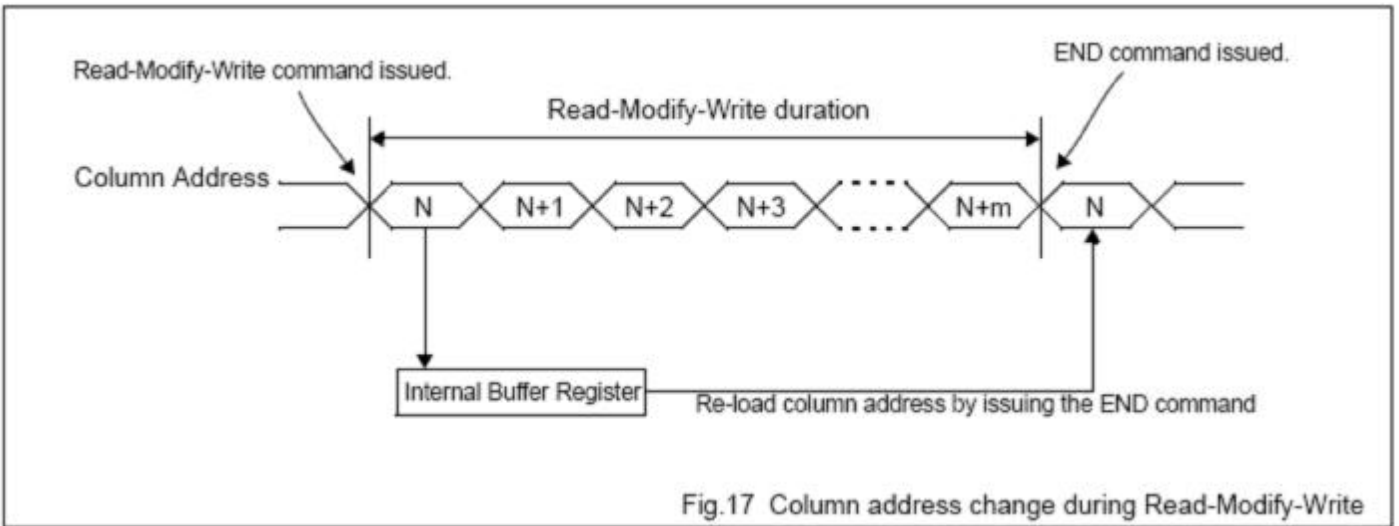 Read-Modify-Write command issued.
END command issued.
Read-Modify-Write duration
Column Address
N
N+1
N+2
N+3
N+m
N
Internal Buffer Register
Re-load column address by issuing the END command
Fig.17 Column address change during Read-Modify-Write